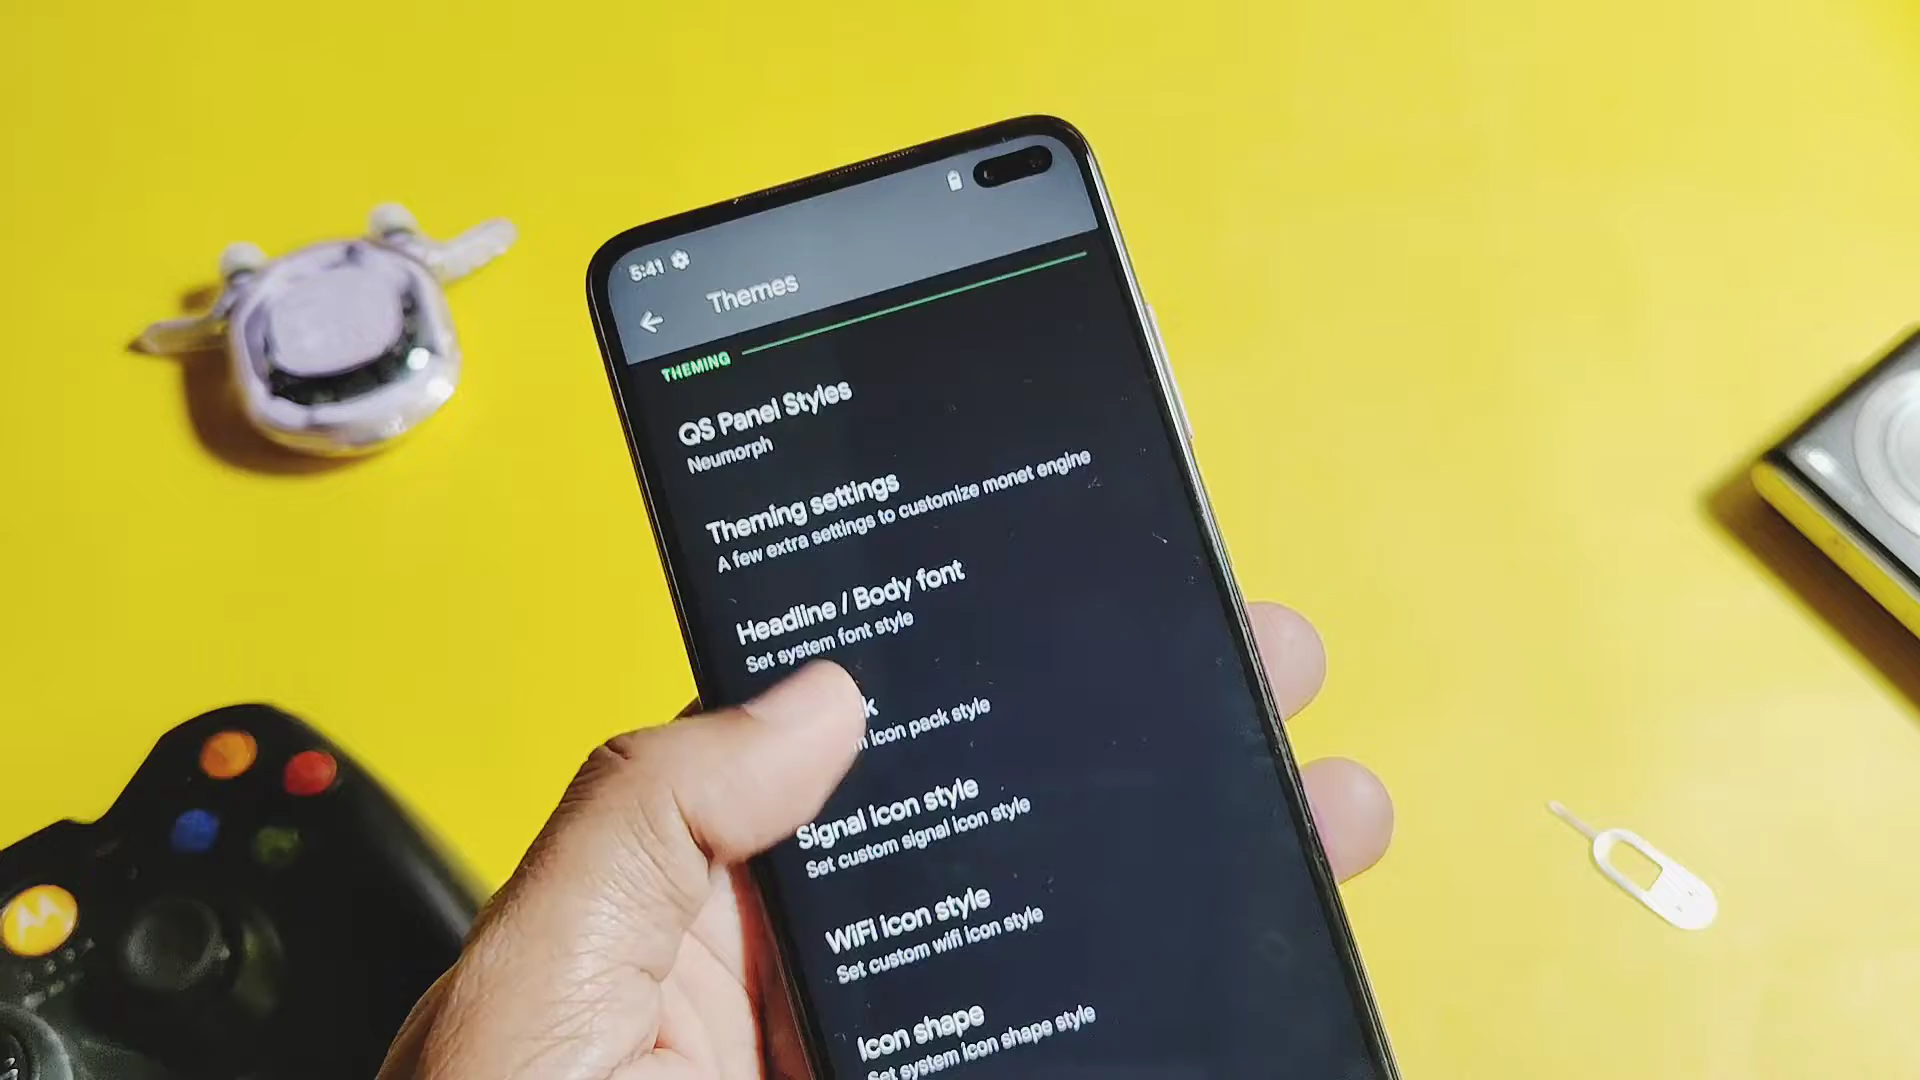 5:41
Themes
THEMING
QS Panel Styles
Neumorph
Theming settings
A few extra settings to customize monet engine
Headline / Body font
Set system font style
k
icon pack style
Signal icon style
Set custom signal icon style
WiFi icon style
Set custom wifi icon style
Icon shape
Set system icon shape style